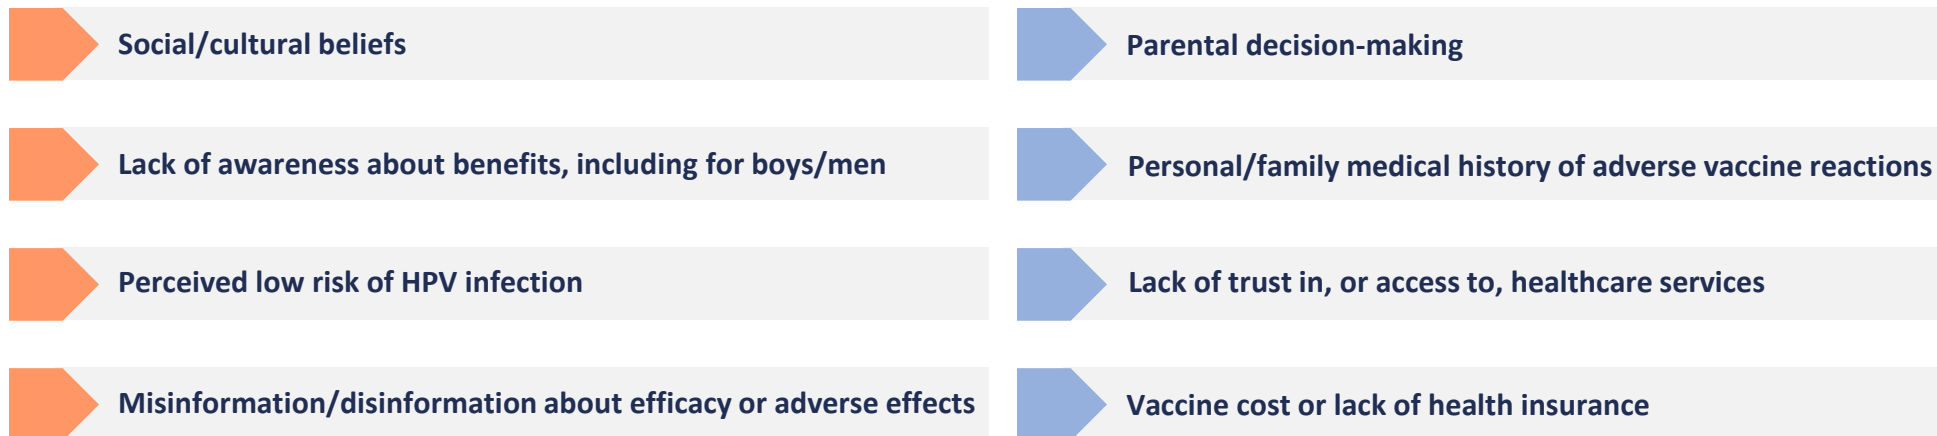 Social/cultural beliefs
Lack of awareness about benefits, including for boys/men
Perceived low risk of HPV infection
Misinformation/disinformation about efficacy or adverse effects
Parental decision-making
Personal/family medical history of adverse vaccine reactions
Lack of trust in, or access to, healthcare services
Vaccine cost or lack of health insurance